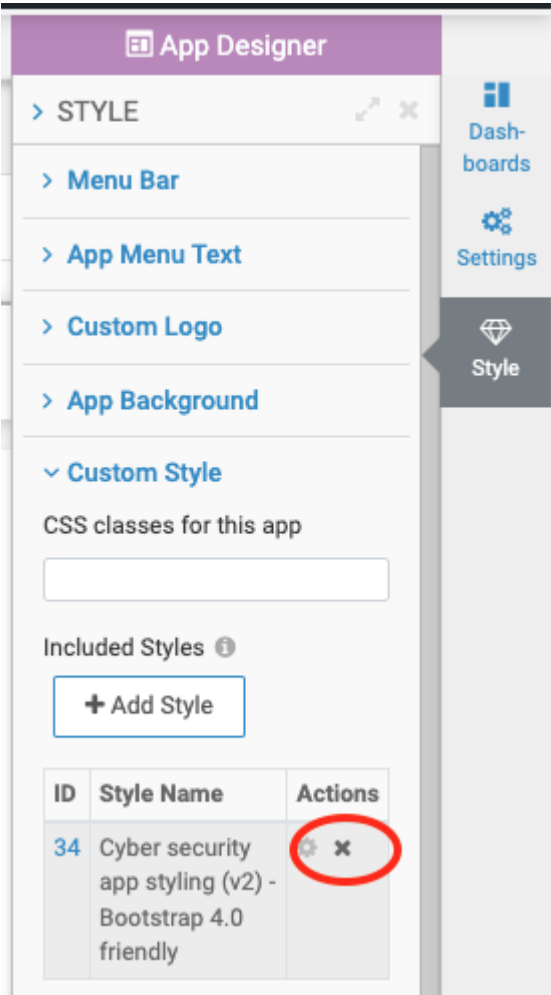 App Designer
STYLE
Dash-
boards
Menu Bar
Settings
App Menu Text
Custom Logo
Style
App Background
Custom Style
CSS classes for this app
Included Styles
Add Style
ID Style Name Actions
34 Cyber security
app styling (v2) -
Bootstrap 4.0
friendly